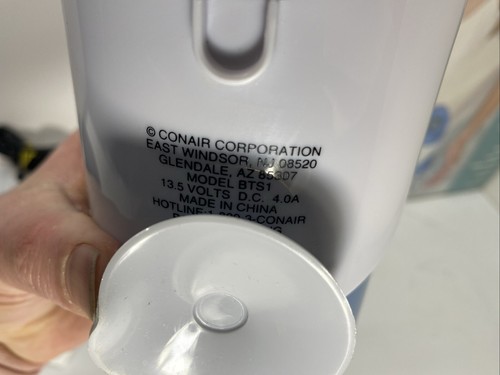 © CONAIR CORPORATION
EAST WINDSOR, NJ 08520
GLENDALE, AZ 85307
MODEL BTS1
13.5 VOLTS D.C. 4.0A
MADE IN CHINA
HOTLINE:1-800-3-CONAIR